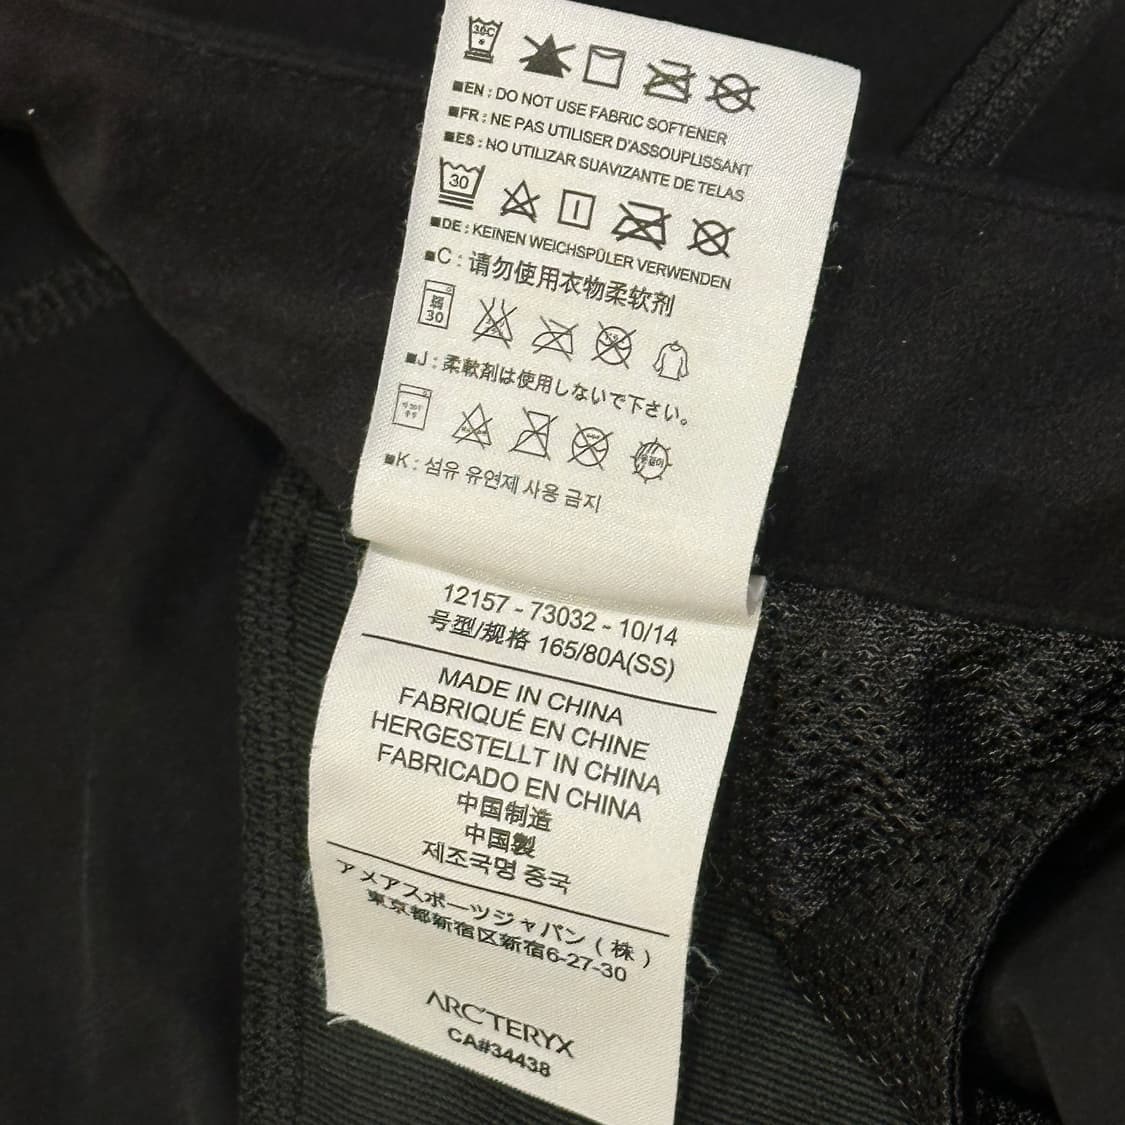 30C
■EN : DO NOT USE FABRIC SOFTENER
■FR : NE PAS UTILISER D'ASSOUPLISSANT
■ES : NO UTILIZAR SUAVIZANTE DE TELAS
30
■DE : KEINEN WEICHSPÜLER VERWENDEN
■C : 请勿使用衣物柔软剂
弱 30
■J : 柔軟剤は使用しないで下さい。
■K : 섬유 유연제 사용 금지
12157 - 73032 - 10/14
号型/规格 165/80A(SS)
MADE IN CHINA
FABRIQUÉ EN CHINE
HERGESTELLT IN CHINA
FABRICADO EN CHINA
中国制造
中国製
제조국명 중국
アメアスポーツジャパン ( 株 )
東京都新宿区新宿6-27-30
ARC'TERYX
CA#34438